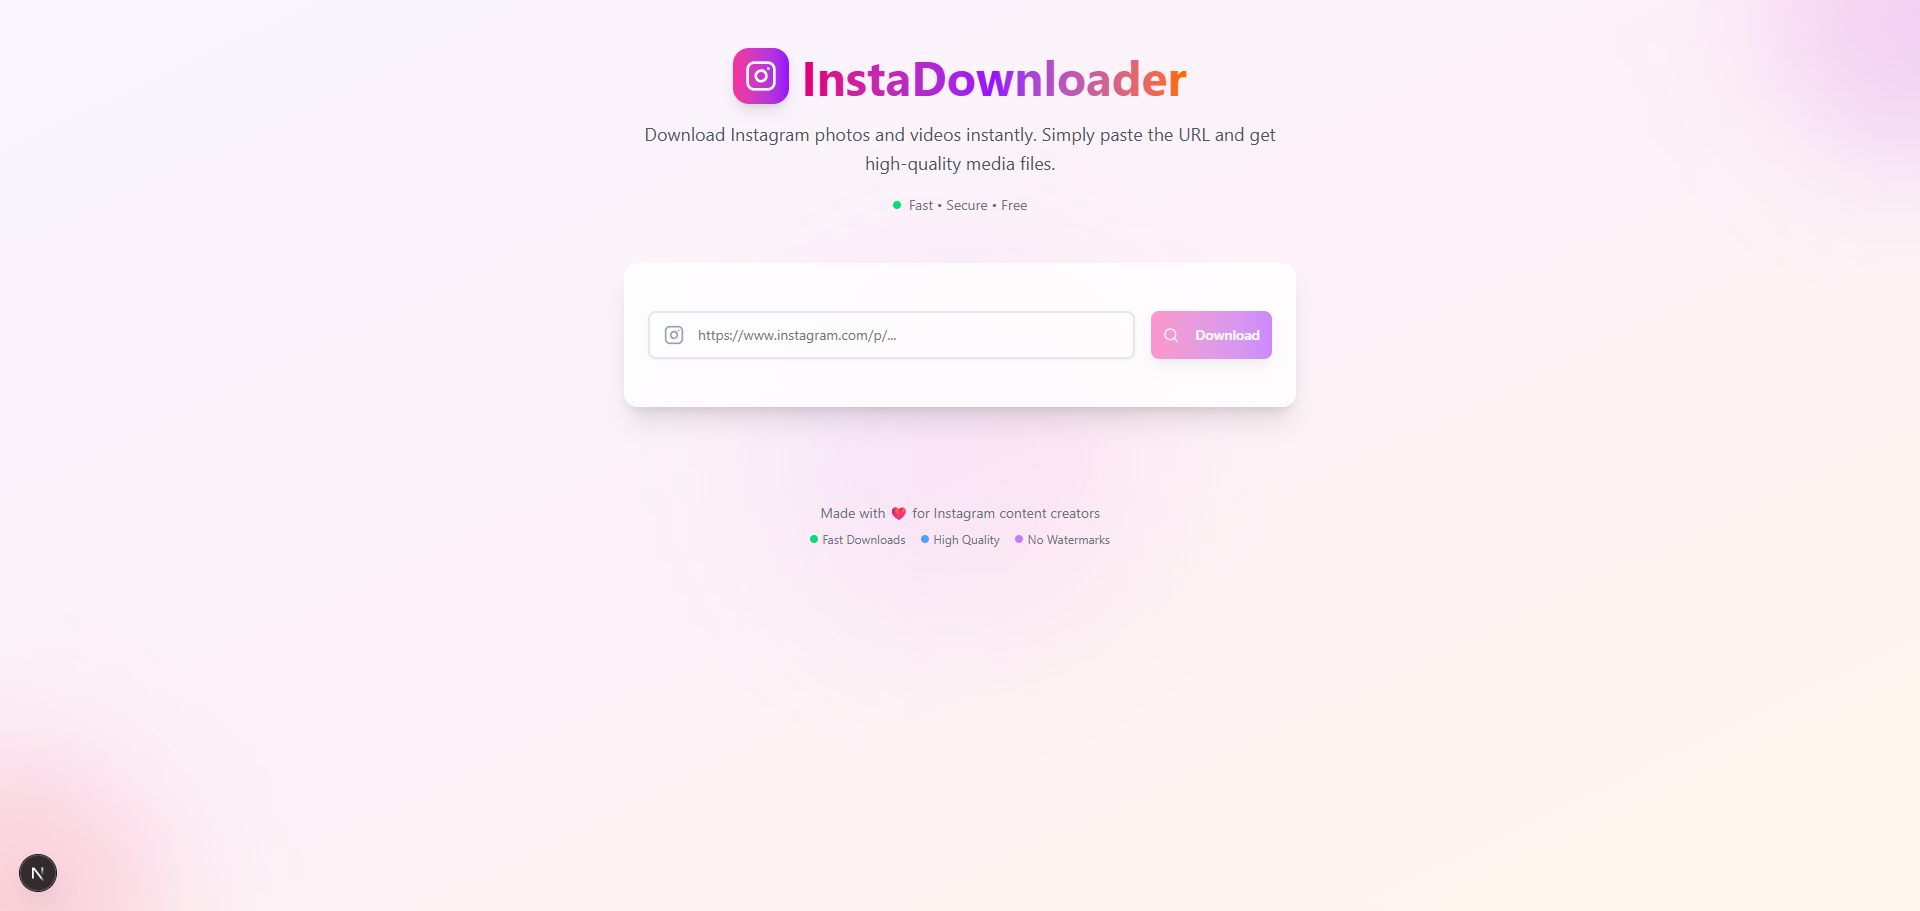 InstaDownloader
Download Instagram photos and videos instantly. Simply paste the URL and get
high-quality media files.
Fast • Secure • Free
https://www.instagram.com/p/...
Download
Made with ❤️ for Instagram content creators
Fast Downloads
High Quality
No Watermarks
N